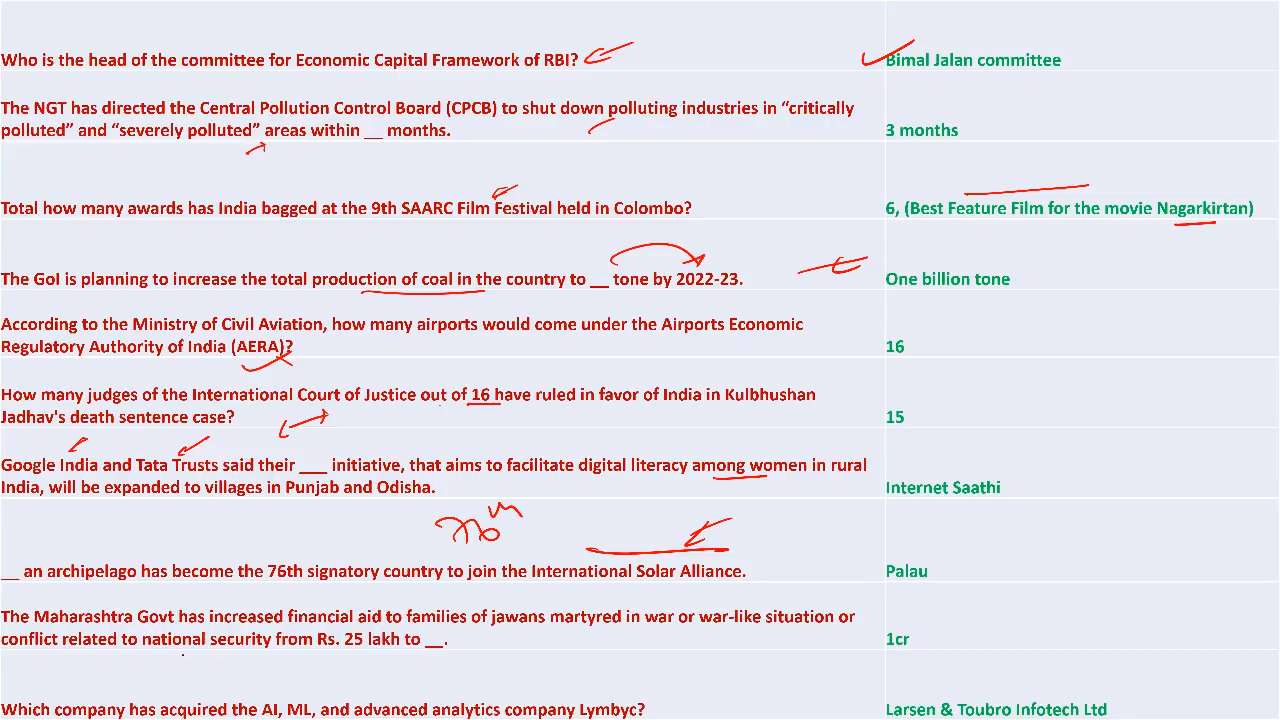 Who is the head of the committee for Economic Capital Framework of RBI?
Bimal Jalan committee
The NGT has directed the Central Pollution Control Board (CPCB) to shut down polluting industries in “critically
polluted” and “severely polluted” areas within __ months.
3 months
Total how many awards has India bagged at the 9th SAARC Film Festival held in Colombo?
6, (Best Feature Film for the movie Nagarkirtan)
The GoI is planning to increase the total production of coal in the country to __ tone by 2022-23.
One billion tone
According to the Ministry of Civil Aviation, how many airports would come under the Airports Economic
Regulatory Authority of India (AERA)?
16
How many judges of the International Court of Justice out of 16 have ruled in favor of India in Kulbhushan
Jadhav's death sentence case?
15
Google India and Tata Trusts said their ___ initiative, that aims to facilitate digital literacy among women in rural
India, will be expanded to villages in Punjab and Odisha.
Internet Saathi
__ an archipelago has become the 76th signatory country to join the International Solar Alliance.
Palau
The Maharashtra Govt has increased financial aid to families of jawans martyred in war or war-like situation or
conflict related to national security from Rs. 25 lakh to __.
1cr
Which company has acquired the AI, ML, and advanced analytics company Lymbyc?
Larsen & Toubro Infotech Ltd